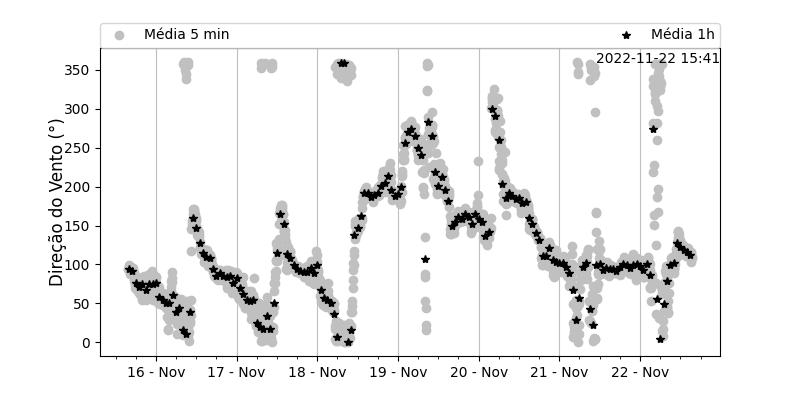 Média 5 min
Média 1h
2022-11-22 15:41
Direção do Vento (°)
350
300
250
200
150
100
50
0
16 - Nov
17 - Nov
18 - Nov
19 - Nov
20 - Nov
21 - Nov
22 - Nov